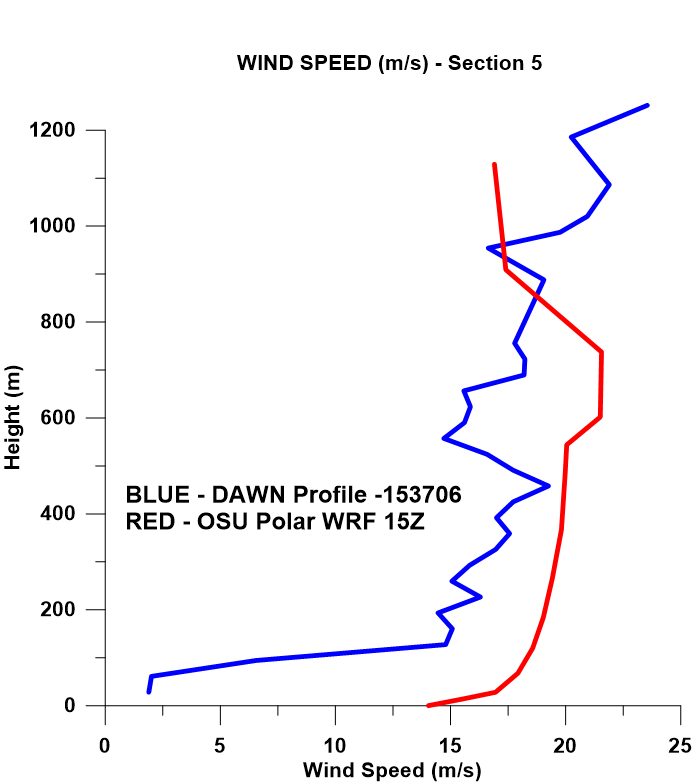 WIND SPEED (m/s) - Section 5
1200
1000
800
600
400
200
0
Height (m)
BLUE - DAWN Profile -153706
RED - OSU Polar WRF 15Z
0 5 10 15 20 25
Wind Speed (m/s)